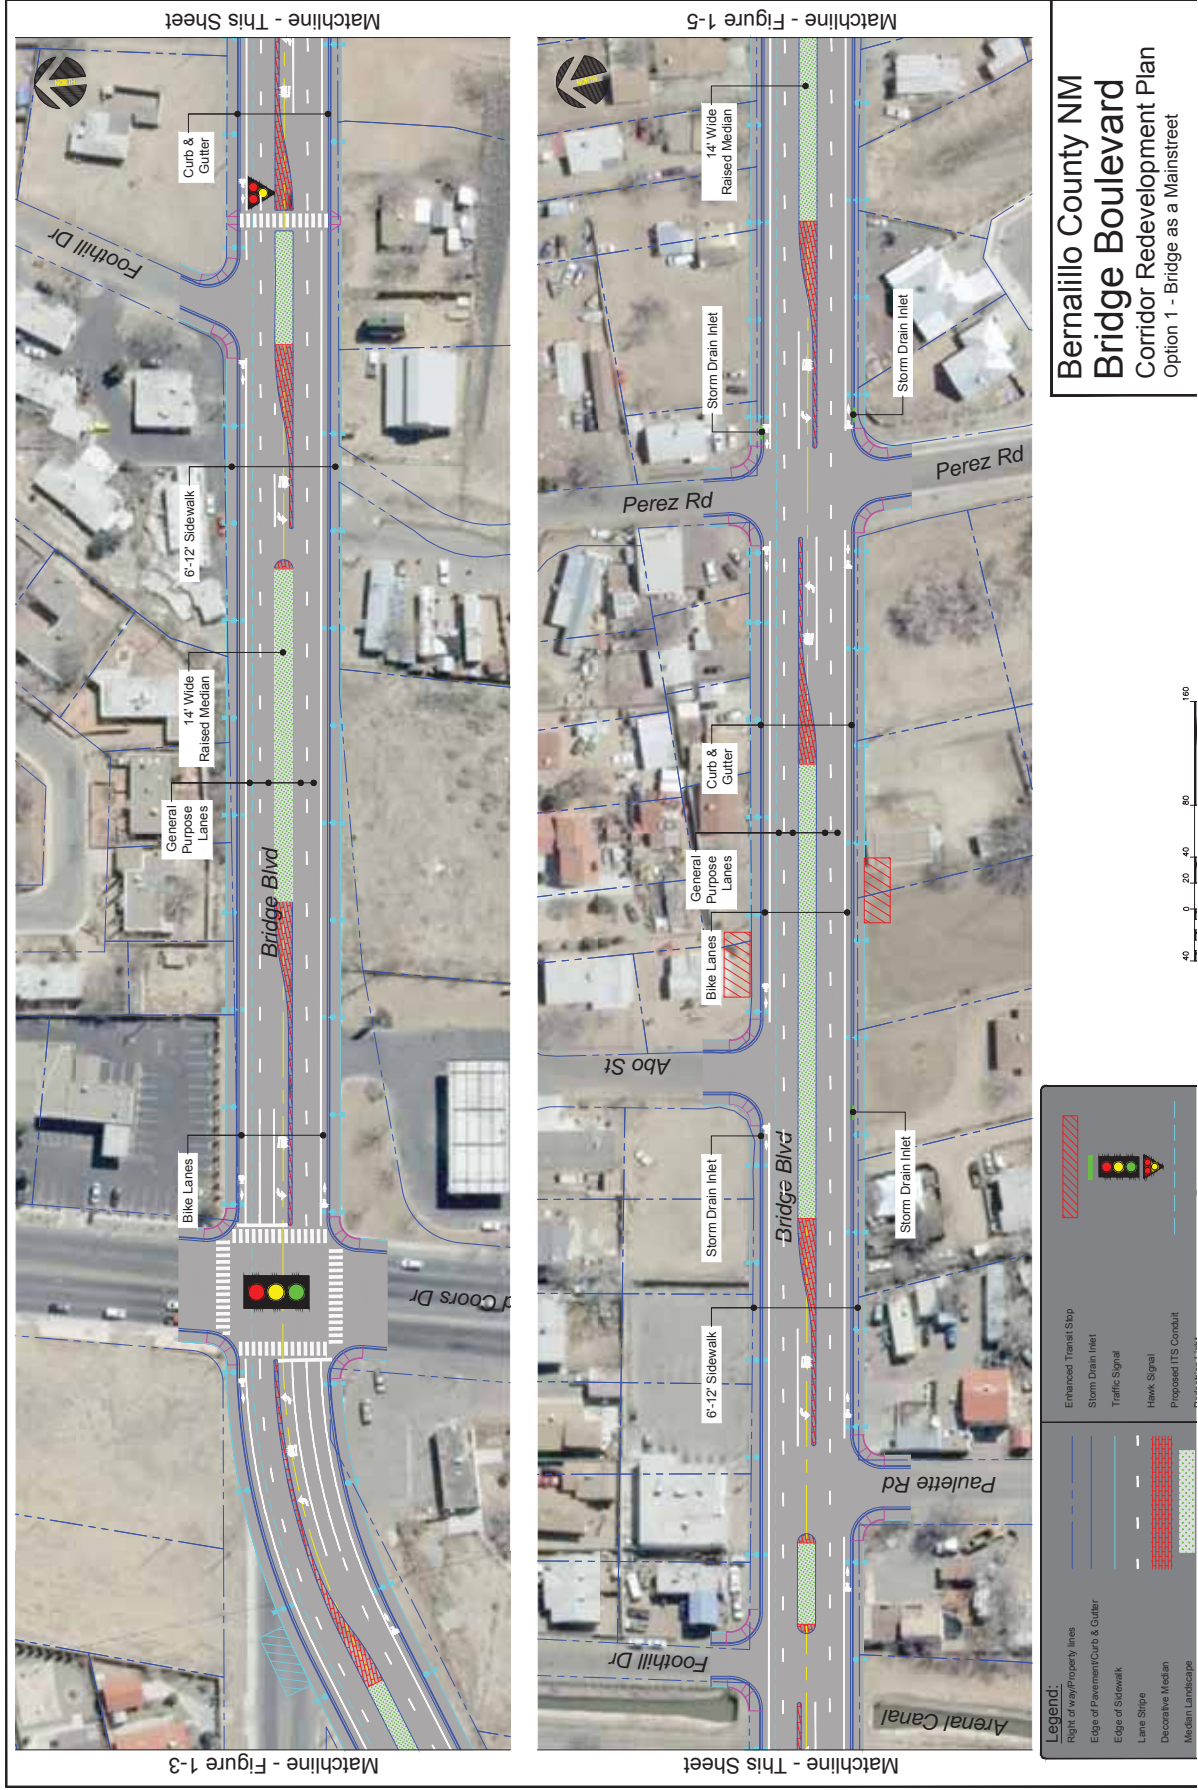 Matchline - This Sheet
NORTH
Foothill Dr
Curb &
Gutter
6'-12' Sidewalk
14' Wide
Raised Median
General
Purpose
Lanes
Bridge Blvd
Bike Lanes
d Coors Dr
Matchline - Figure 1-3
Matchline - Figure 1-5
NORTH
14' Wide
Raised Median
Storm Drain Inlet
Storm Drain Inlet
Perez Rd
Perez Rd
Curb &
Gutter
General
Purpose
Lanes
Bike Lanes
Abo St
Storm Drain Inlet
Bridge Blvd
Storm Drain Inlet
6'-12' Sidewalk
Paulette Rd
Foothill Dr
Arenal Canal
Matchline - This Sheet
Bernalillo County NM
Bridge Boulevard
Corridor Redevelopment Plan
Option 1 - Bridge as a Mainstreet
40 0 20 40 80 160
Legend:
Right of way/Property lines
Edge of Pavement/Curb & Gutter
Edge of Sidewalk
Lane Stripe
Decorative Median
Median Landscape
Enhanced Transit Stop
Storm Drain Inlet
Traffic Signal
Hawk Signal
Proposed ITS Conduit